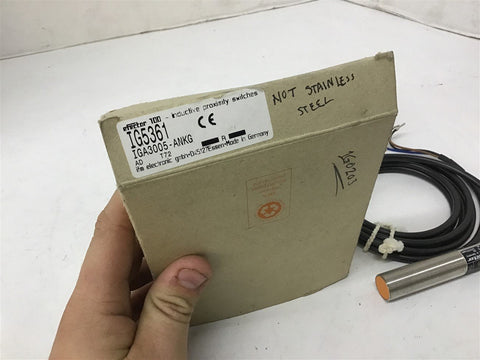 efector 100 - inductive proximity switches
IG5361
IGA3005-ANKG
AD T72 R
ifm electronic gmbh-D-45127Essen-Made in Germany
CE
NOT STAINLESS
STEEL